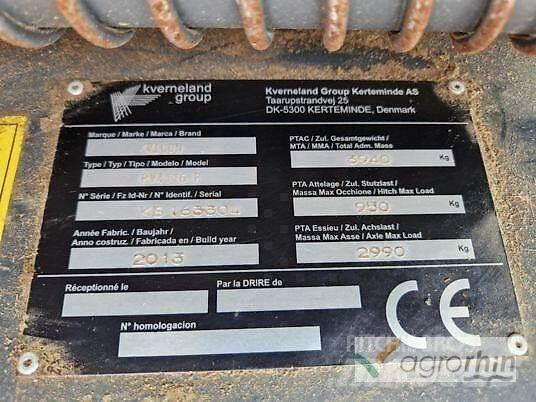 kverneland
group
Kverneland Group Kerteminde AS
Taarupstrandvej 25
DK-5300 KERTEMINDE, Denmark
Marque / Marke / Marca / Brand
VICON
Type / Typ / Tipo / Modelo / Model
N° Série / Fz Id-Nr / N° Identif. / Serial
KE163304
Année Fabric. / Baujahr /
Anno costruz. / Fabricada en / Build year
2013
PTAC / Zul. Gesamtgewicht /
MTA / MMA / Total Adm. Mass
3940
Kg
PTA Attelage / Zul. Stutzlast /
Massa Max Occhione / Hitch Max Load
950
Kg
PTA Essieu / Zul. Achslast /
Massa Max Asse / Axle Max Load
2990
Kg
Réceptionné le
Par la DRIRE de
N° homologacion
CE
agrorhin